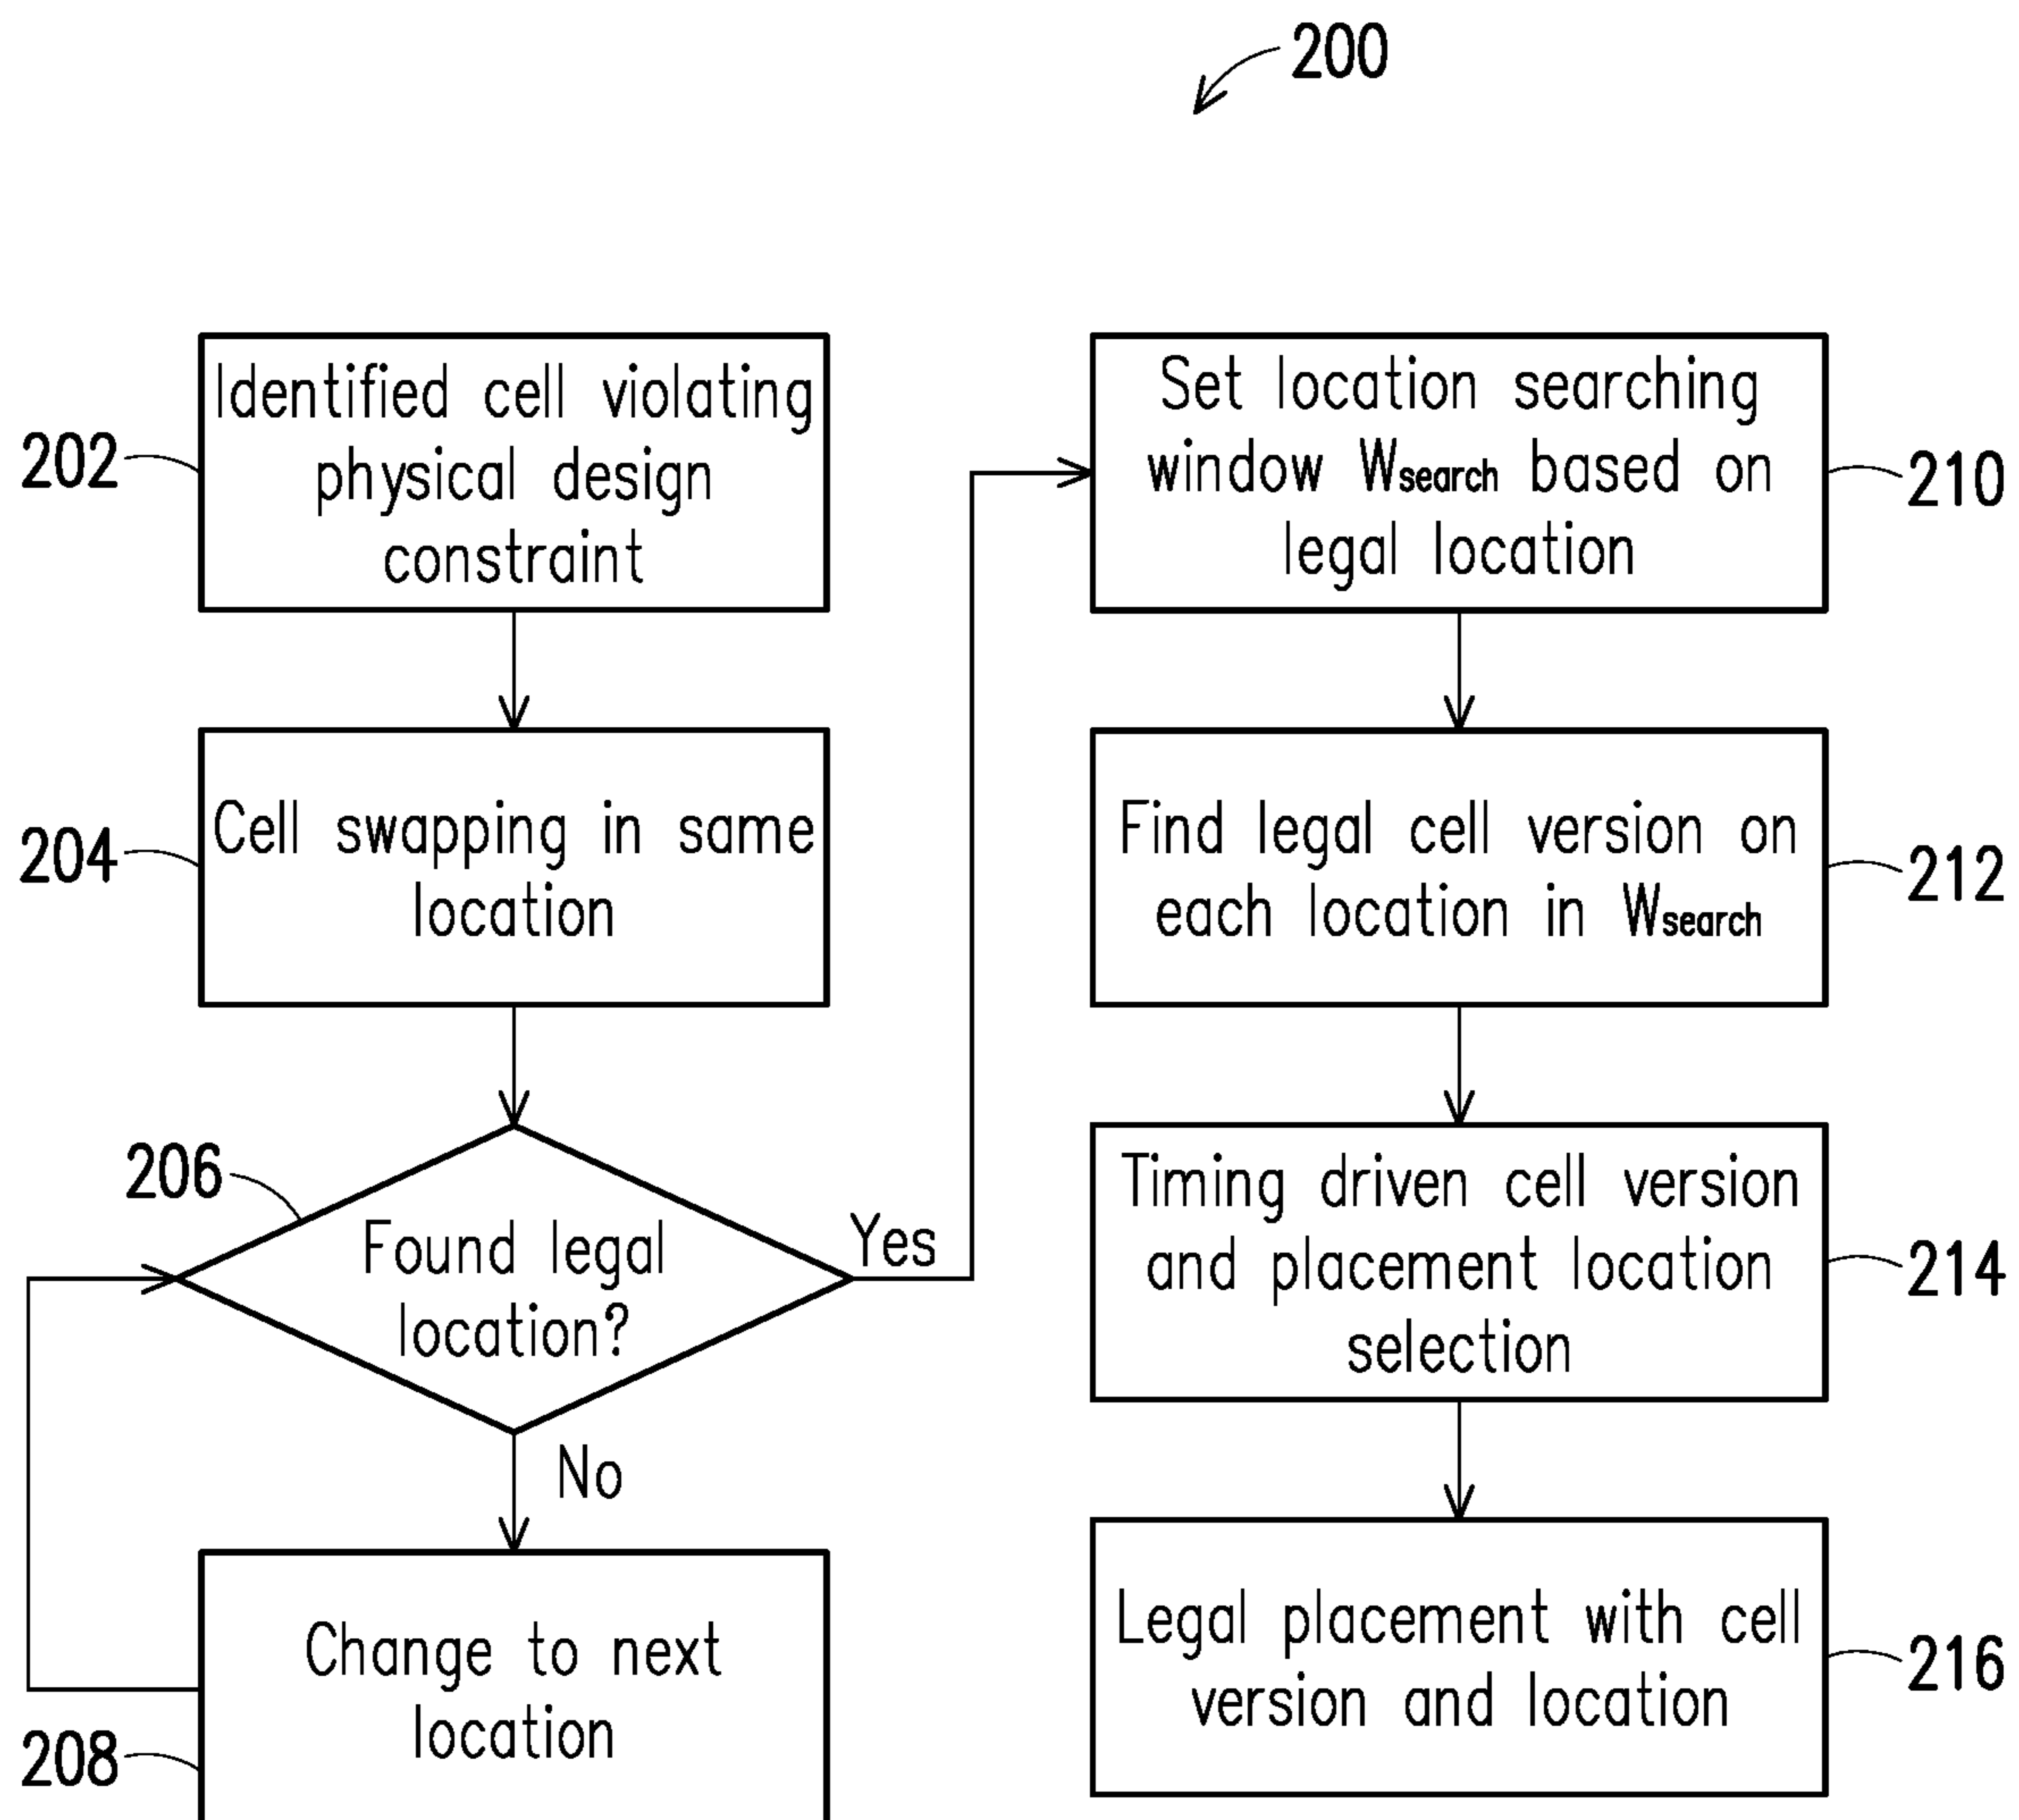 200
202
Identified cell violating
physical design
constraint
204
Cell swapping in same
location
206
Found legal
location?
Yes
No
208
Change to next
location
Set location searching
window Wsearch based on
legal location
210
Find legal cell version on
each location in Wsearch
212
Timing driven cell version
and placement location
selection
214
Legal placement with cell
version and location
216